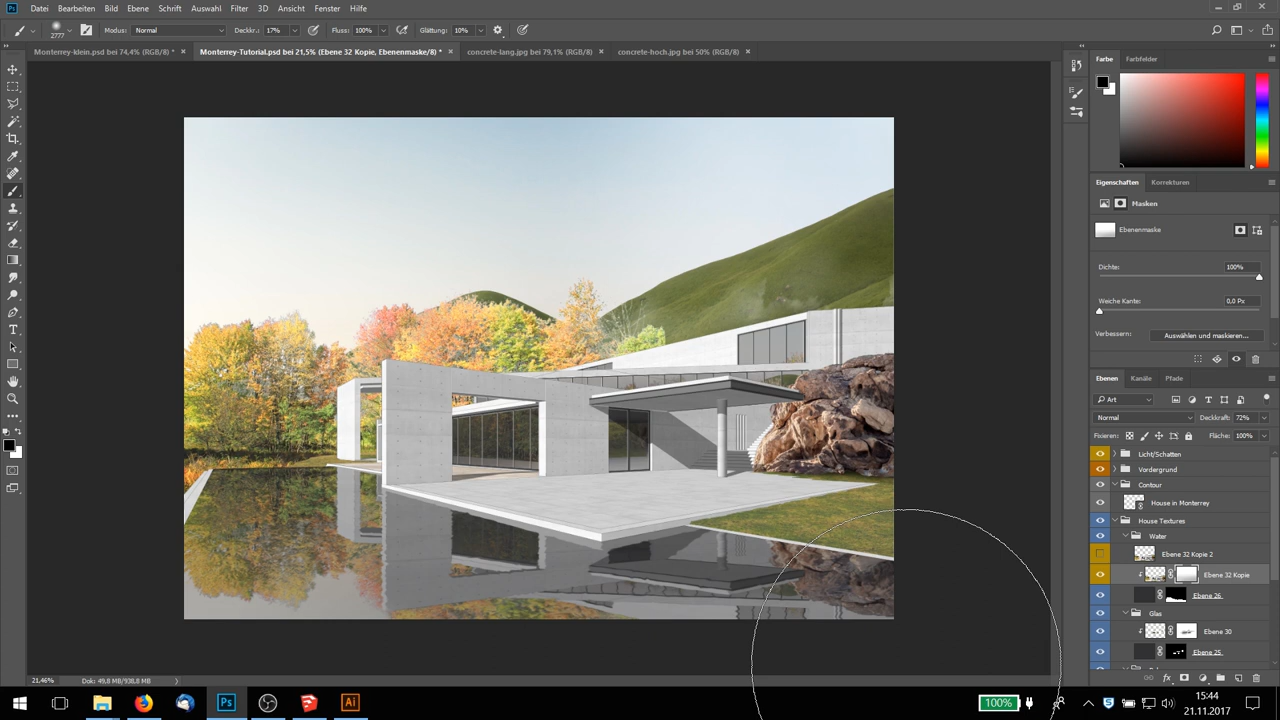 Ps Datei Bearbeiten Bild Ebene Schrift Auswahl Filter 3D Ansicht Fenster Hilfe
2777 Modus: Normal Deckkr.: 17% Fluss: 100% Glättung: 10%
Monterrey-klein.psd bei 74,4% (RGB/8) * × Monterrey-Tutorial.psd bei 21,5% (Ebene 32 Kopie, Ebenenmaske/8) * × concrete-lang.jpg bei 79,1% (RGB/8) × concrete-hoch.jpg bei 50% (RGB/8) ×
Farbe Farbfelder
Eigenschaften Korrekturen
Masken
Ebenenmaske
Dichte: 100%
Weiche Kante: 0,0 Px
Verbessern: Auswählen und maskieren...
Ebenen Kanäle Pfade
Art
Normal Deckkraft: 72%
Fixieren: Fläche: 100%
Licht/Schatten
Vordergrund
Contour
House in Monterrey
House Textures
Water
Ebene 32 Kopie 2
Ebene 32 Kopie
Ebene 26
Glas
Ebene 30
Ebene 25
21,46% Dok: 49,8 MB/938,8 MB
Ps Ai 100% 15:44
21.11.2017